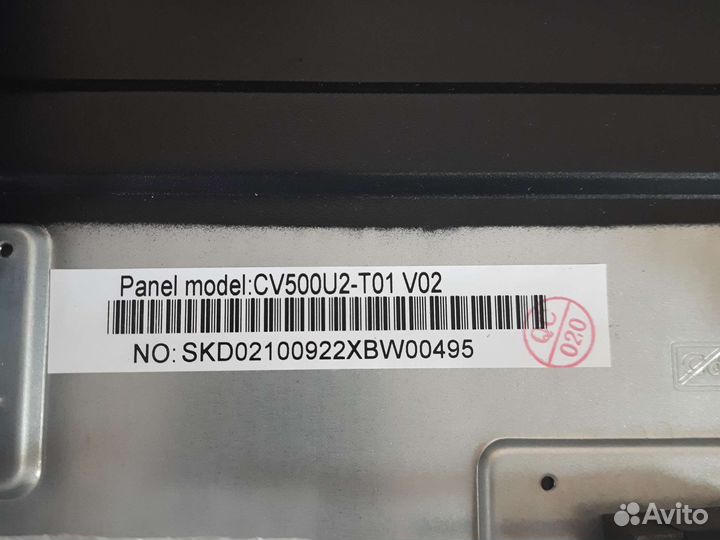 Panel model:CV500U2-T01 V02
NO: SKD02100922XBW00495
QC
020
Avito